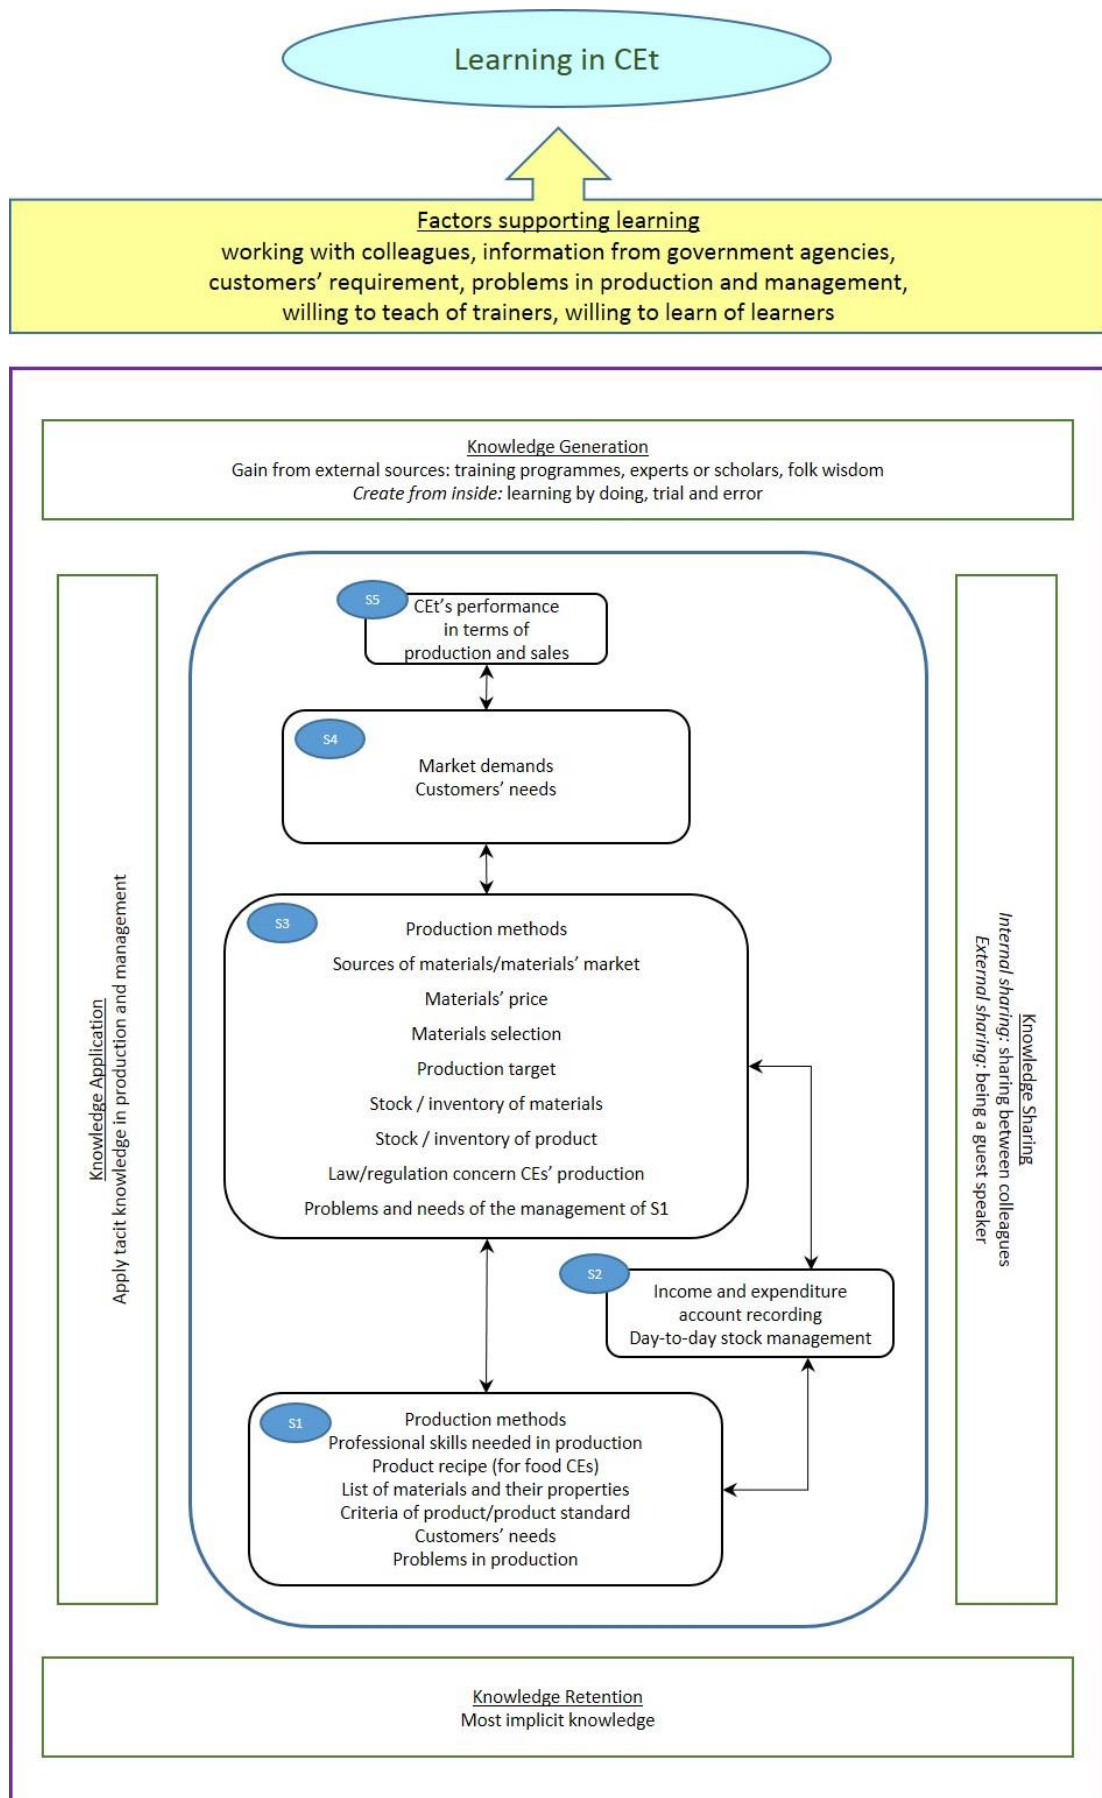 Learning in CEt
Factors supporting learning
working with colleagues, information from government agencies,
customers’ requirement, problems in production and management,
willing to teach of trainers, willing to learn of learners
Knowledge Generation
Gain from external sources: training programmes, experts or scholars, folk wisdom
Create from inside: learning by doing, trial and error
Knowledge Application
Apply tacit knowledge in production and management
S5
CEt’s performance
in terms of
production and sales
S4
Market demands
Customers’ needs
S3
Production methods
Sources of materials/materials’ market
Materials’ price
Materials selection
Production target
Stock / inventory of materials
Stock / inventory of product
Law/regulation concern CEs’ production
Problems and needs of the management of S1
S2
Income and expenditure
account recording
Day-to-day stock management
S1
Production methods
Professional skills needed in production
Product recipe (for food CEs)
List of materials and their properties
Criteria of product/product standard
Customers’ needs
Problems in production
Knowledge Sharing
Internal sharing: sharing between colleagues
External sharing: being a guest speaker
Knowledge Retention
Most implicit knowledge